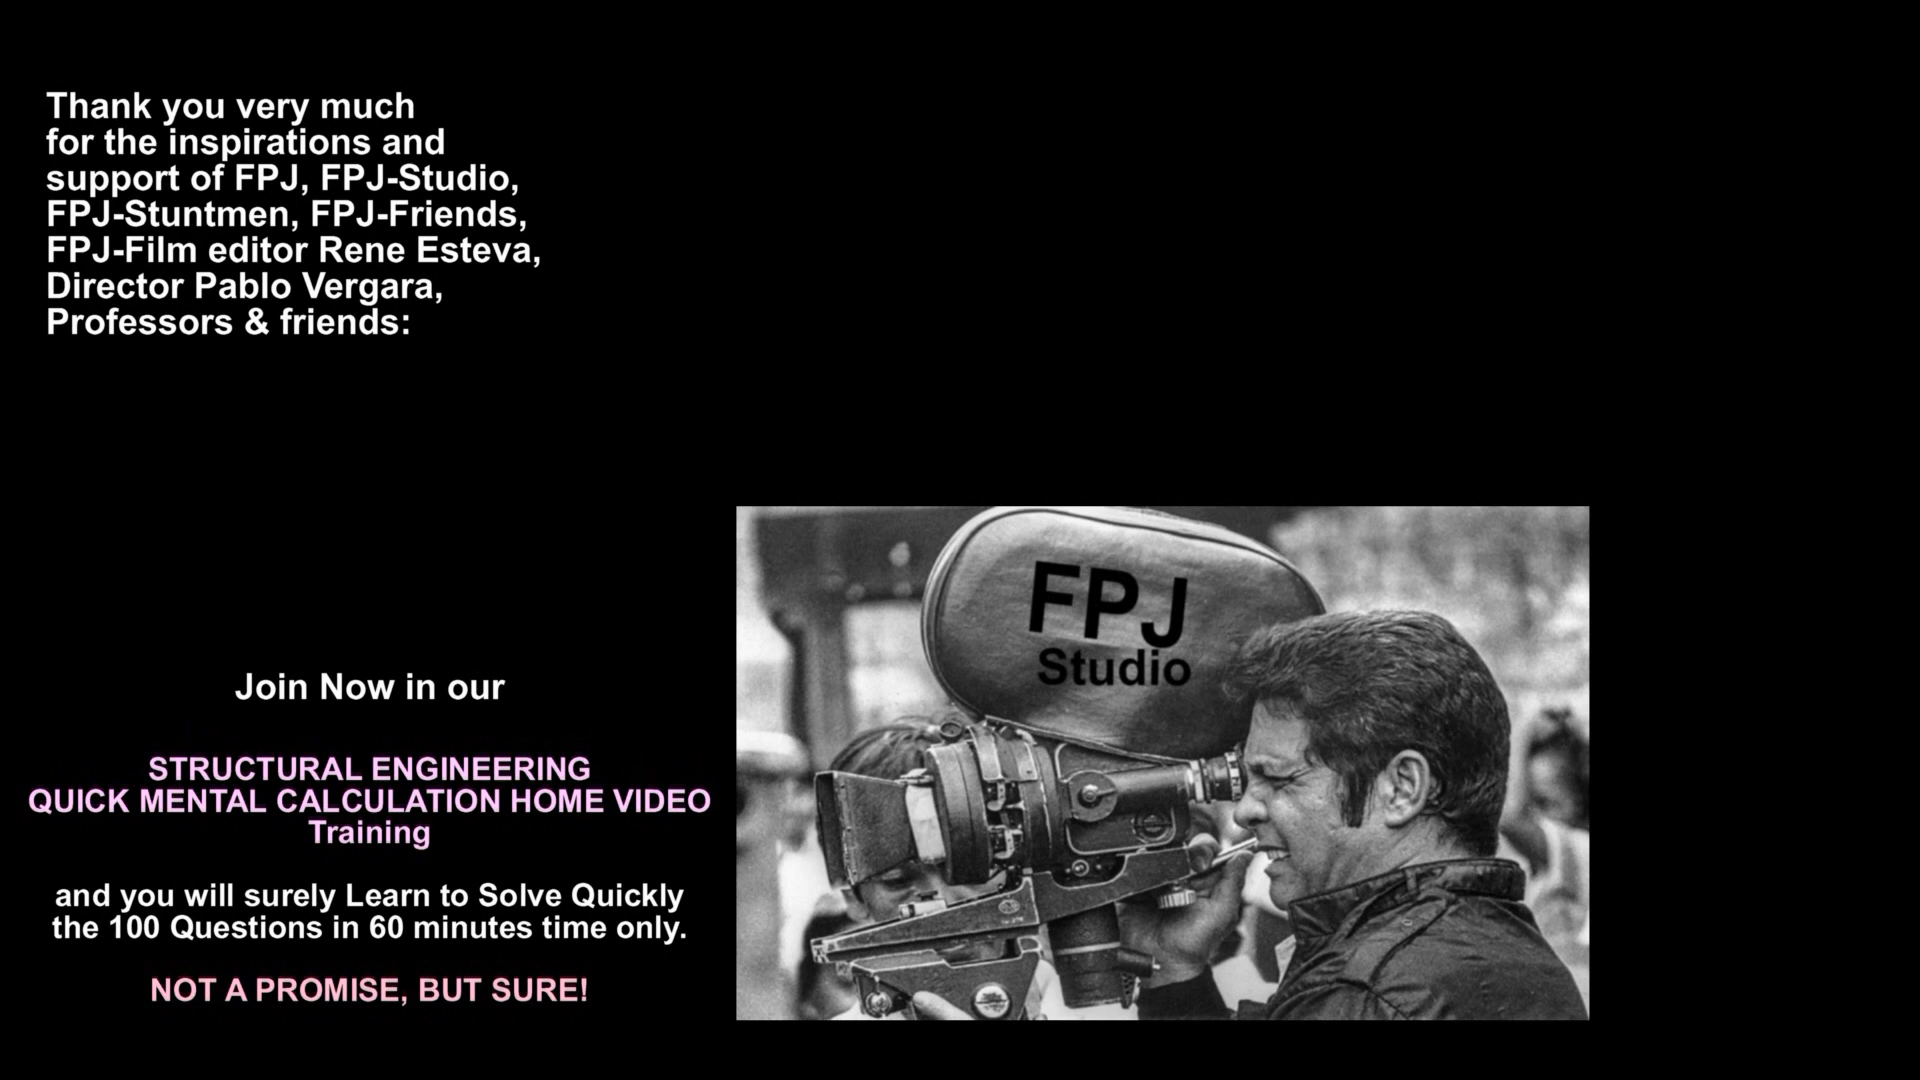 Thank you very much
for the inspirations and
support of FPJ, FPJ-Studio,
FPJ-Stuntmen, FPJ-Friends,
FPJ-Film editor Rene Esteva,
Director Pablo Vergara,
Professors & friends:
FPJ
Studio
Join Now in our
STRUCTURAL ENGINEERING
QUICK MENTAL CALCULATION HOME VIDEO
Training
and you will surely Learn to Solve Quickly
the 100 Questions in 60 minutes time only.
NOT A PROMISE, BUT SURE!